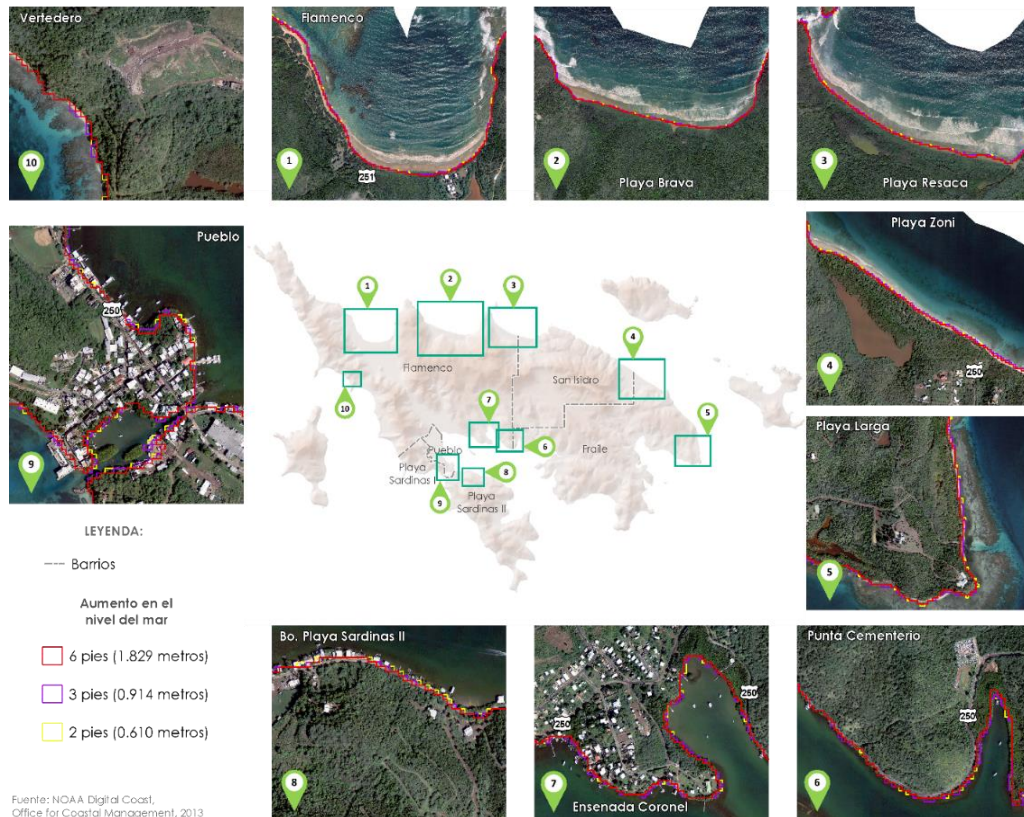 Vertedero
10
Flamenco
1
251
2
Playa Brava
3
Playa Resaca
Pueblo
250
9
1
2
3
4
5
6
7
8
9
10
Flamenco
San Isidro
Fraile
Pueblo
Playa
Sardinas I
Playa
Sardinas II
Playa Zoni
250
4
Playa Larga
5
LEYENDA:
Barrios
Aumento en el
nivel del mar
6 pies (1.829 metros)
3 pies (0.914 metros)
2 pies (0.610 metros)
Fuente: NOAA Digital Coast,
Office for Coastal Management, 2013
Bo. Playa Sardinas II
8
250
250
7
Ensenada Coronel
Punta Cementerio
250
6